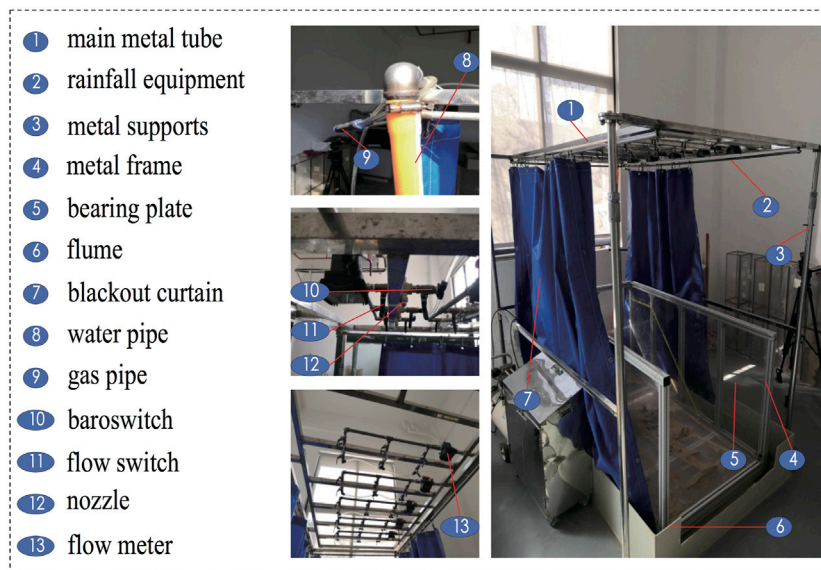 1 main metal tube
2 rainfall equipment
3 metal supports
4 metal frame
5 bearing plate
6 flume
7 blackout curtain
8 water pipe
9 gas pipe
10 baroswitch
11 flow switch
12 nozzle
13 flow meter
8
9
10
11
12
13
1
2
3
7
5
4
6